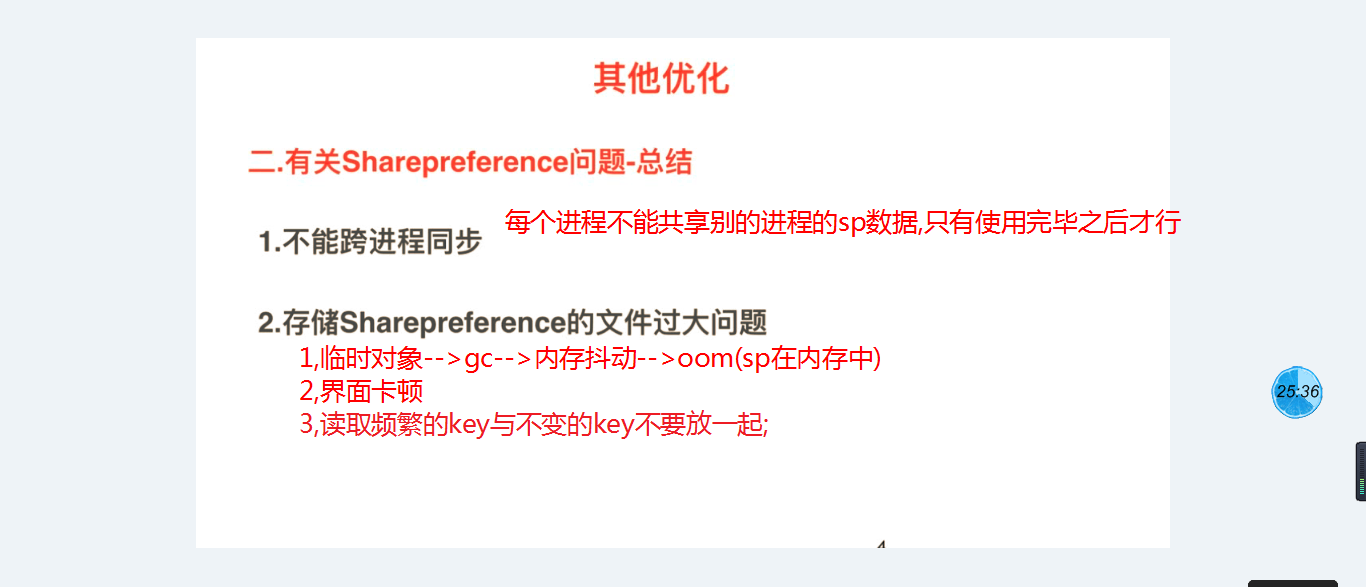 其他优化
二.有关Sharepreference问题-总结
每个进程不能共享别的进程的sp数据,只有使用完毕之后才行
1.不能跨进程同步
2.存储Sharepreference的文件过大问题
1,临时对象-->gc-->内存抖动-->oom(sp在内存中)
2,界面卡顿
3,读取频繁的key与不变的key不要放一起;
25:36